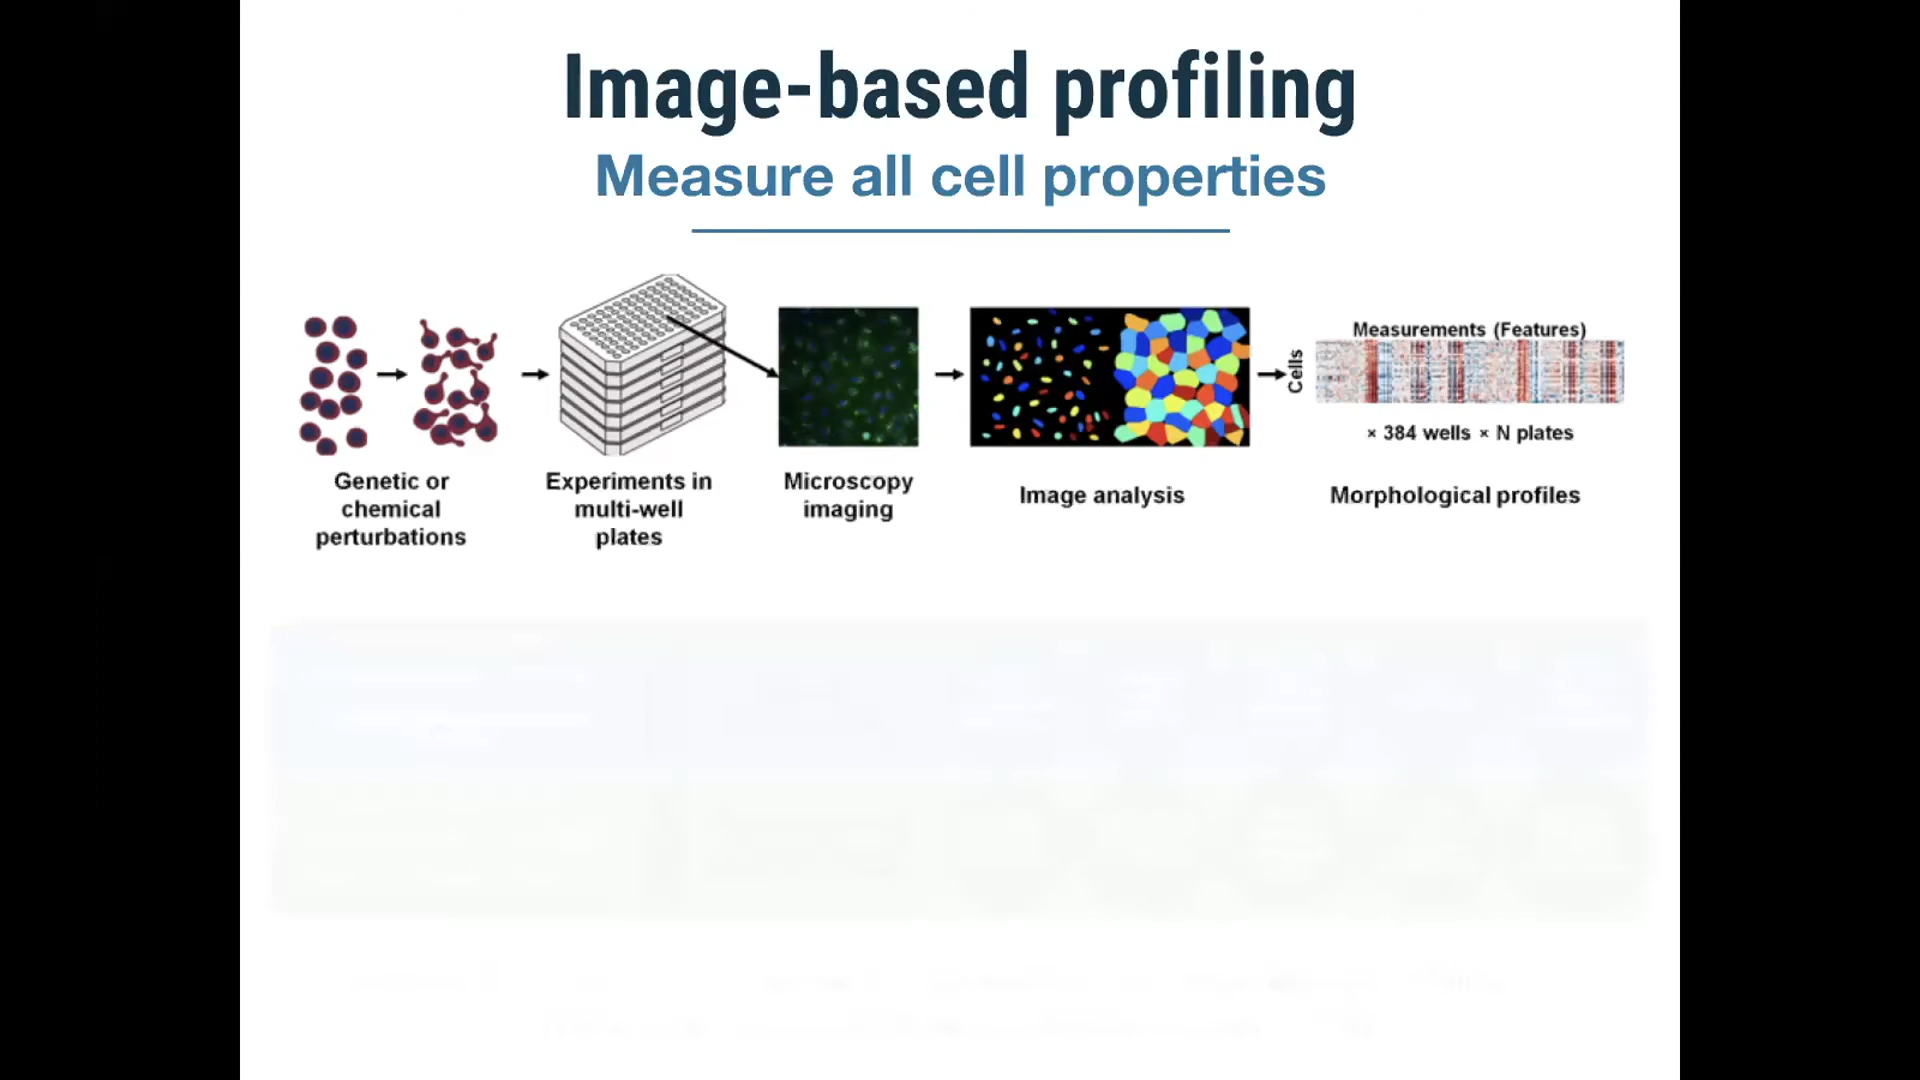 Image-based profiling
Measure all cell properties
Measurements (Features)
Cells
× 384 wells × N plates
Genetic or
chemical
perturbations
Experiments in
multi-well
plates
Microscopy
imaging
Image analysis
Morphological profiles